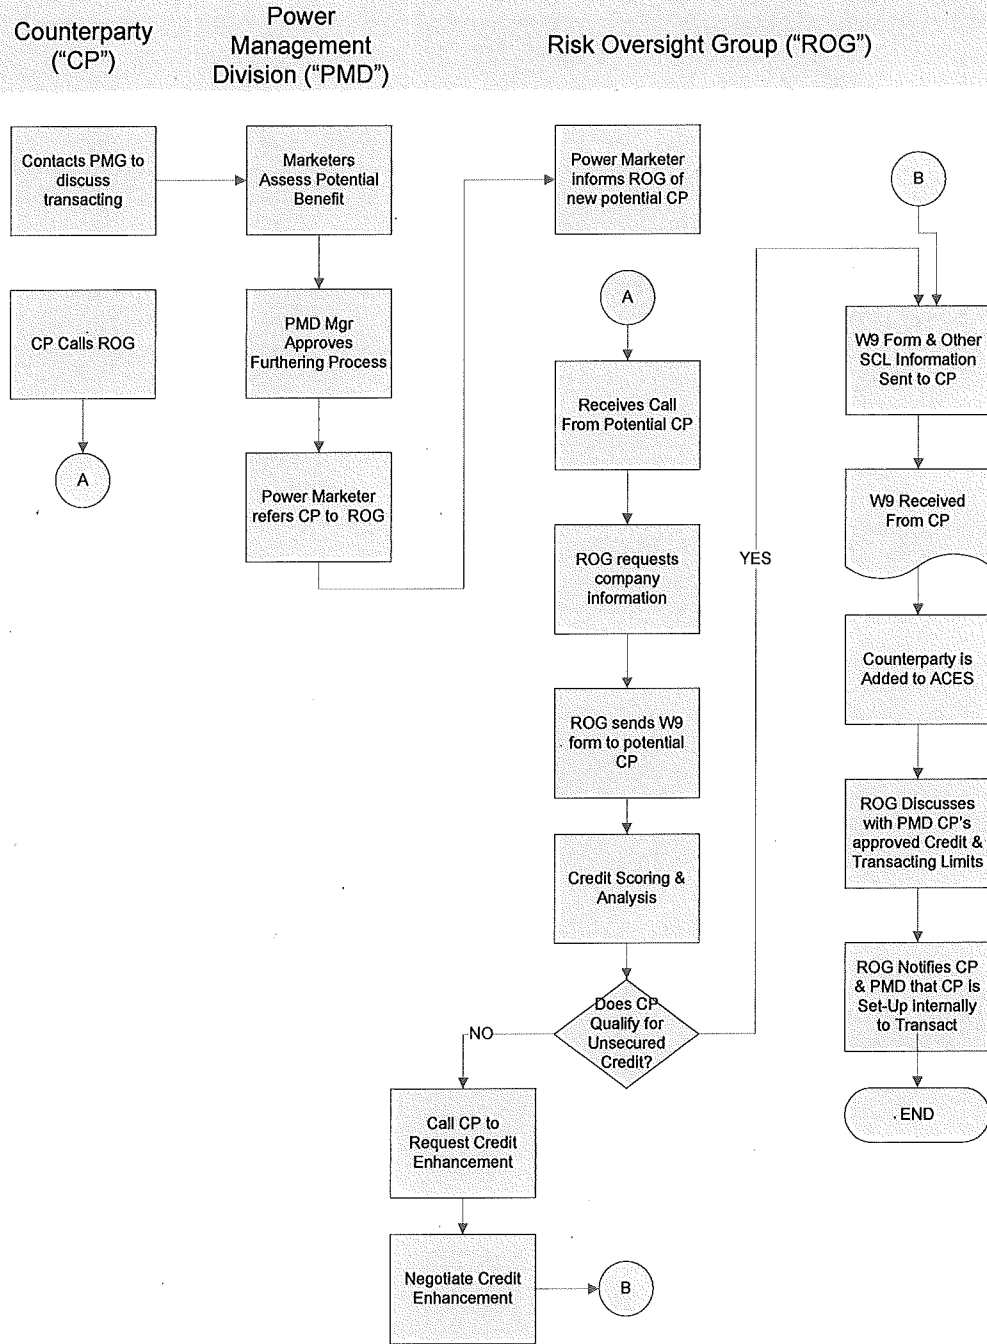 Counterparty
("CP")
Power
Management
Division ("PMD")
Risk Oversight Group ("ROG")
Contacts PMG to
discuss
transacting
Marketers
Assess Potential
Benefit
Power Marketer
informs ROG of
new potential CP
B
CP Calls ROG
A
PMD Mgr
Approves
Furthering Process
Power Marketer
refers CP to ROG
A
Receives Call
From Potential CP
ROG requests
company
information
ROG sends W9
form to potential
CP
Credit Scoring &
Analysis
Does CP
Qualify for
Unsecured
Credit?
NO
YES
Call CP to
Request Credit
Enhancement
Negotiate Credit
Enhancement
B
W9 Form & Other
SCL Information
Sent to CP
W9 Received
From CP
Counterparty is
Added to ACES
ROG Discusses
with PMD CP's
approved Credit &
Transacting Limits
ROG Notifies CP
& PMD that CP is
Set-Up Internally
to Transact
END